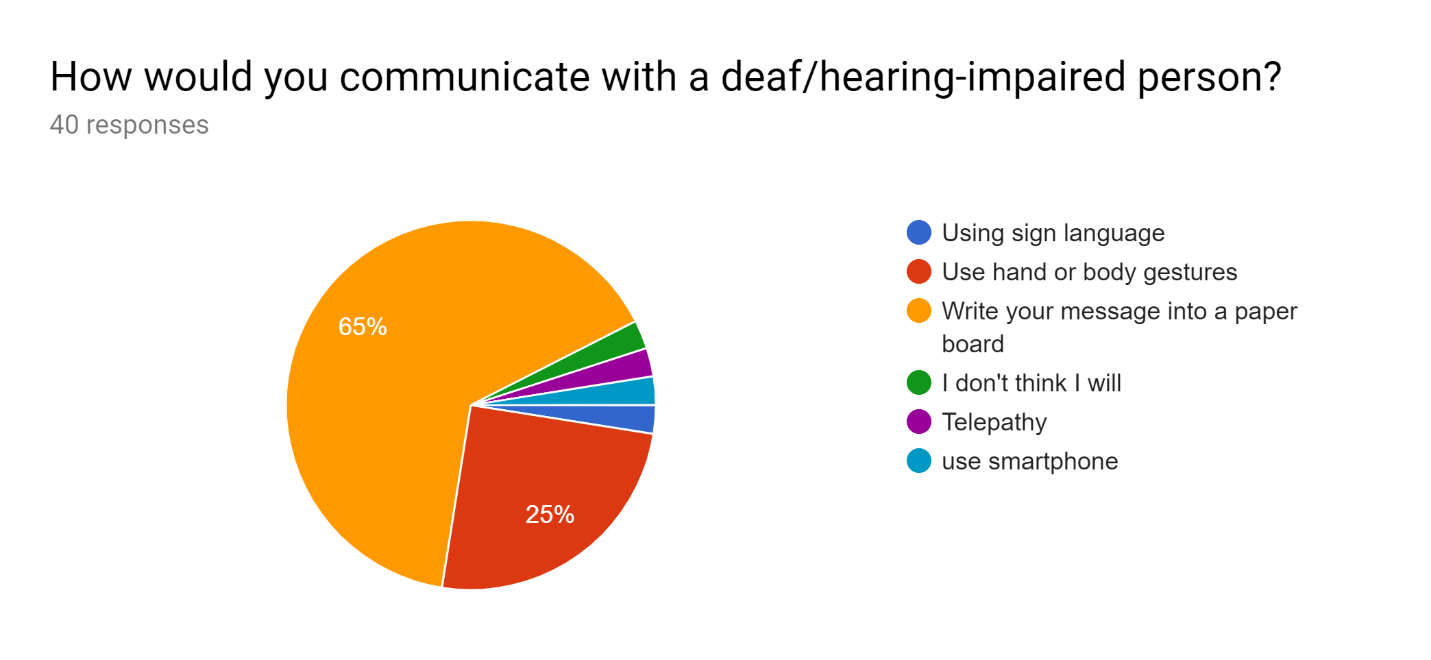 How would you communicate with a deaf/hearing-impaired person?
40 responses
65%
25%
Using sign language
Use hand or body gestures
Write your message into a paper
board
I don't think I will
Telepathy
use smartphone